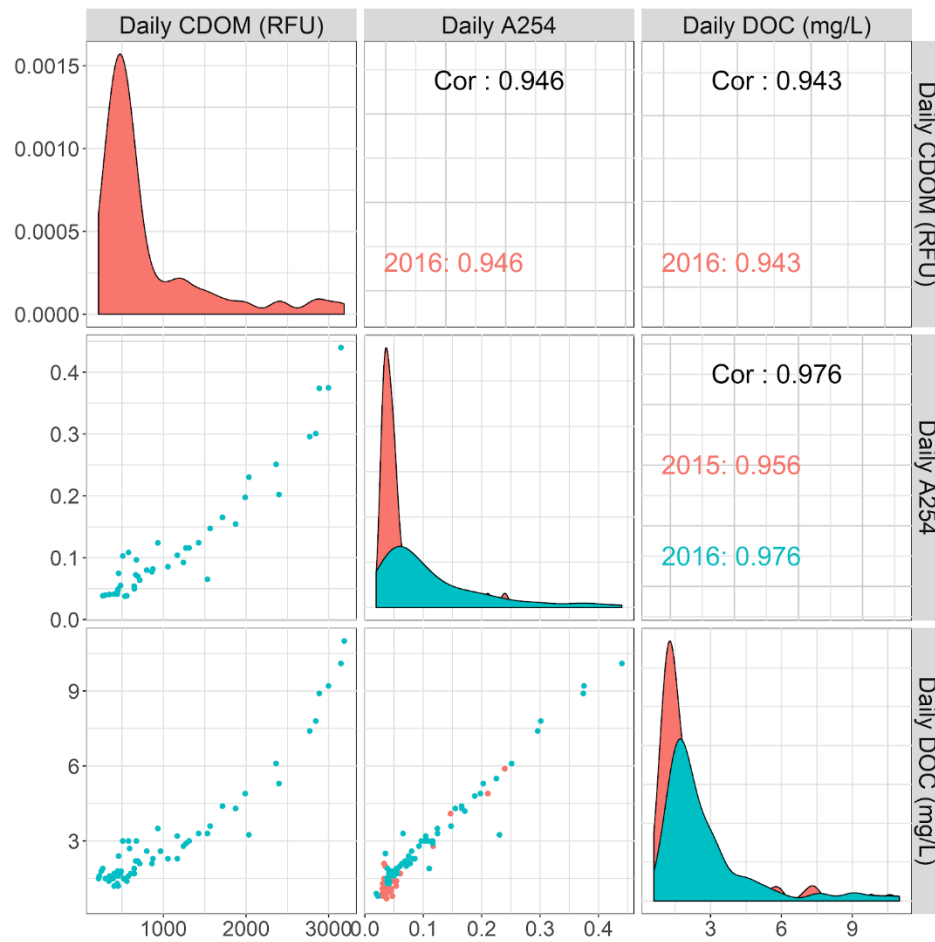 Daily CDOM (RFU) Daily A254 Daily DOC (mg/L)
0.0015
0.0010
0.0005
0.0000
Cor : 0.946
2016: 0.946
Cor : 0.943
2016: 0.943
Daily CDOM (RFU)
0.4
0.3
0.2
0.1
0.0
Cor : 0.976
2015: 0.956
2016: 0.976
Daily A254
9
6
3
Daily DOC (mg/L)
1000 2000 3000
0.0 0.1 0.2 0.3 0.4
3 6 9